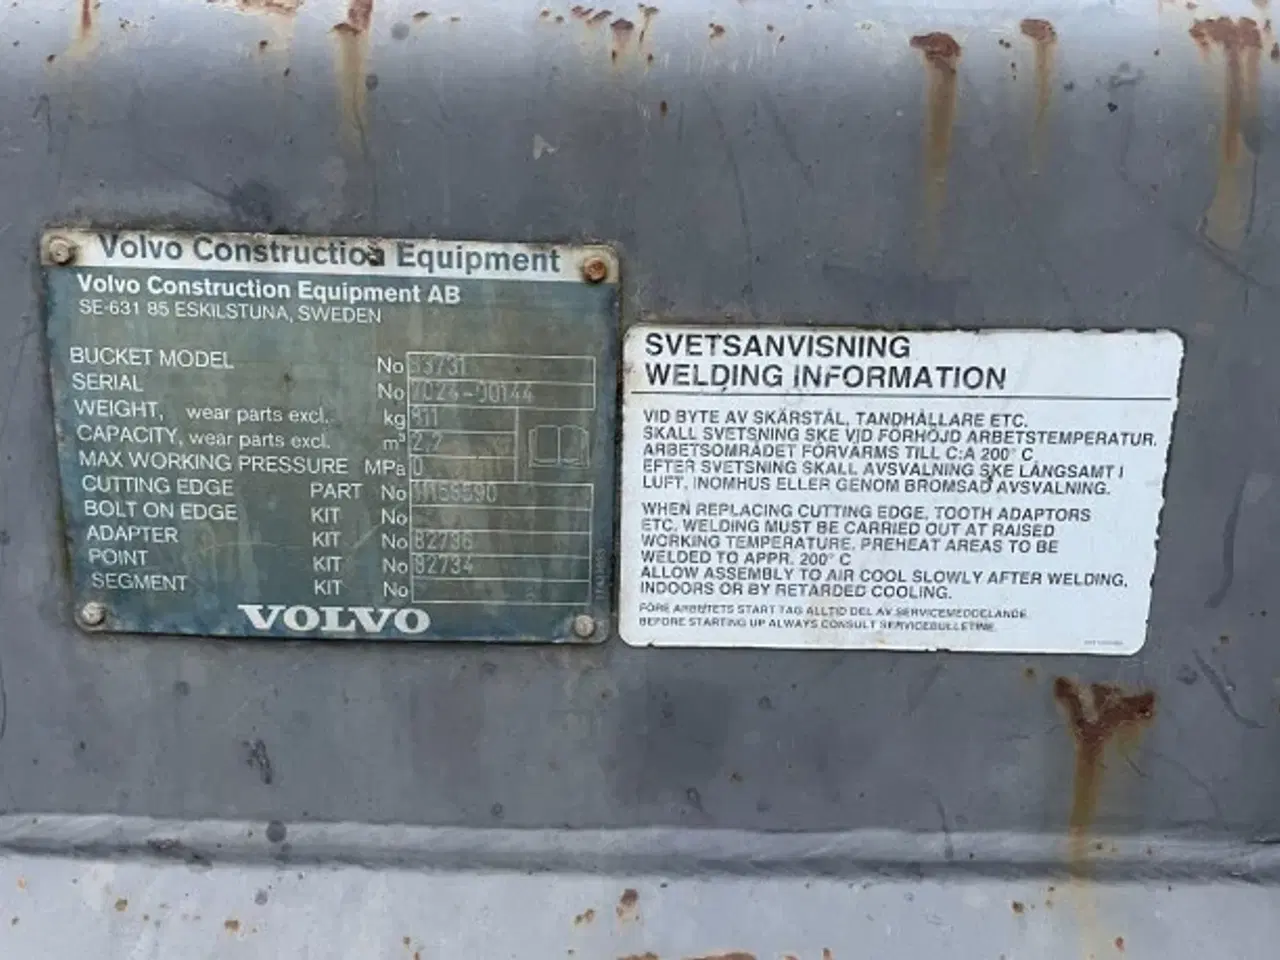 Volvo Construction Equipment
Volvo Construction Equipment AB
SE-631 85 ESKILSTUNA, SWEDEN
BUCKET MODEL No
SERIAL No
WEIGHT, wear parts excl. kg 811
CAPACITY, wear parts excl. m³ 2,2
MAX WORKING PRESSURE MPa 0
CUTTING EDGE PART No
BOLT ON EDGE KIT No
ADAPTER KIT No 82736
POINT KIT No 82734
SEGMENT KIT No
VOLVO
SVETSANVISNING
WELDING INFORMATION
VID BYTE AV SKÄRSTÅL, TANDHÅLLARE ETC.
SKALL SVETSNING SKE VID FÖRHÖJD ARBETSTEMPERATUR.
ARBETSOMRÅDET FÖRVARMS TILL C:A 200° C
EFTER SVETSNING SKALL AVSVALNING SKE LÅNGSAMT I
LUFT, INOMHUS ELLER GENOM BROMSAD AVSVALNING.
WHEN REPLACING CUTTING EDGE, TOOTH ADAPTORS
ETC. WELDING MUST BE CARRIED OUT AT RAISED
WORKING TEMPERATURE. PREHEAT AREAS TO BE
WELDED TO APPR. 200° C
ALLOW ASSEMBLY TO AIR COOL SLOWLY AFTER WELDING,
INDOORS OR BY RETARDED COOLING.
FÖRE ARBETETS START TAG ALLTID DEL AV SERVICEMEDDELANDE
BEFORE STARTING UP ALWAYS CONSULT SERVICEBULLETINE